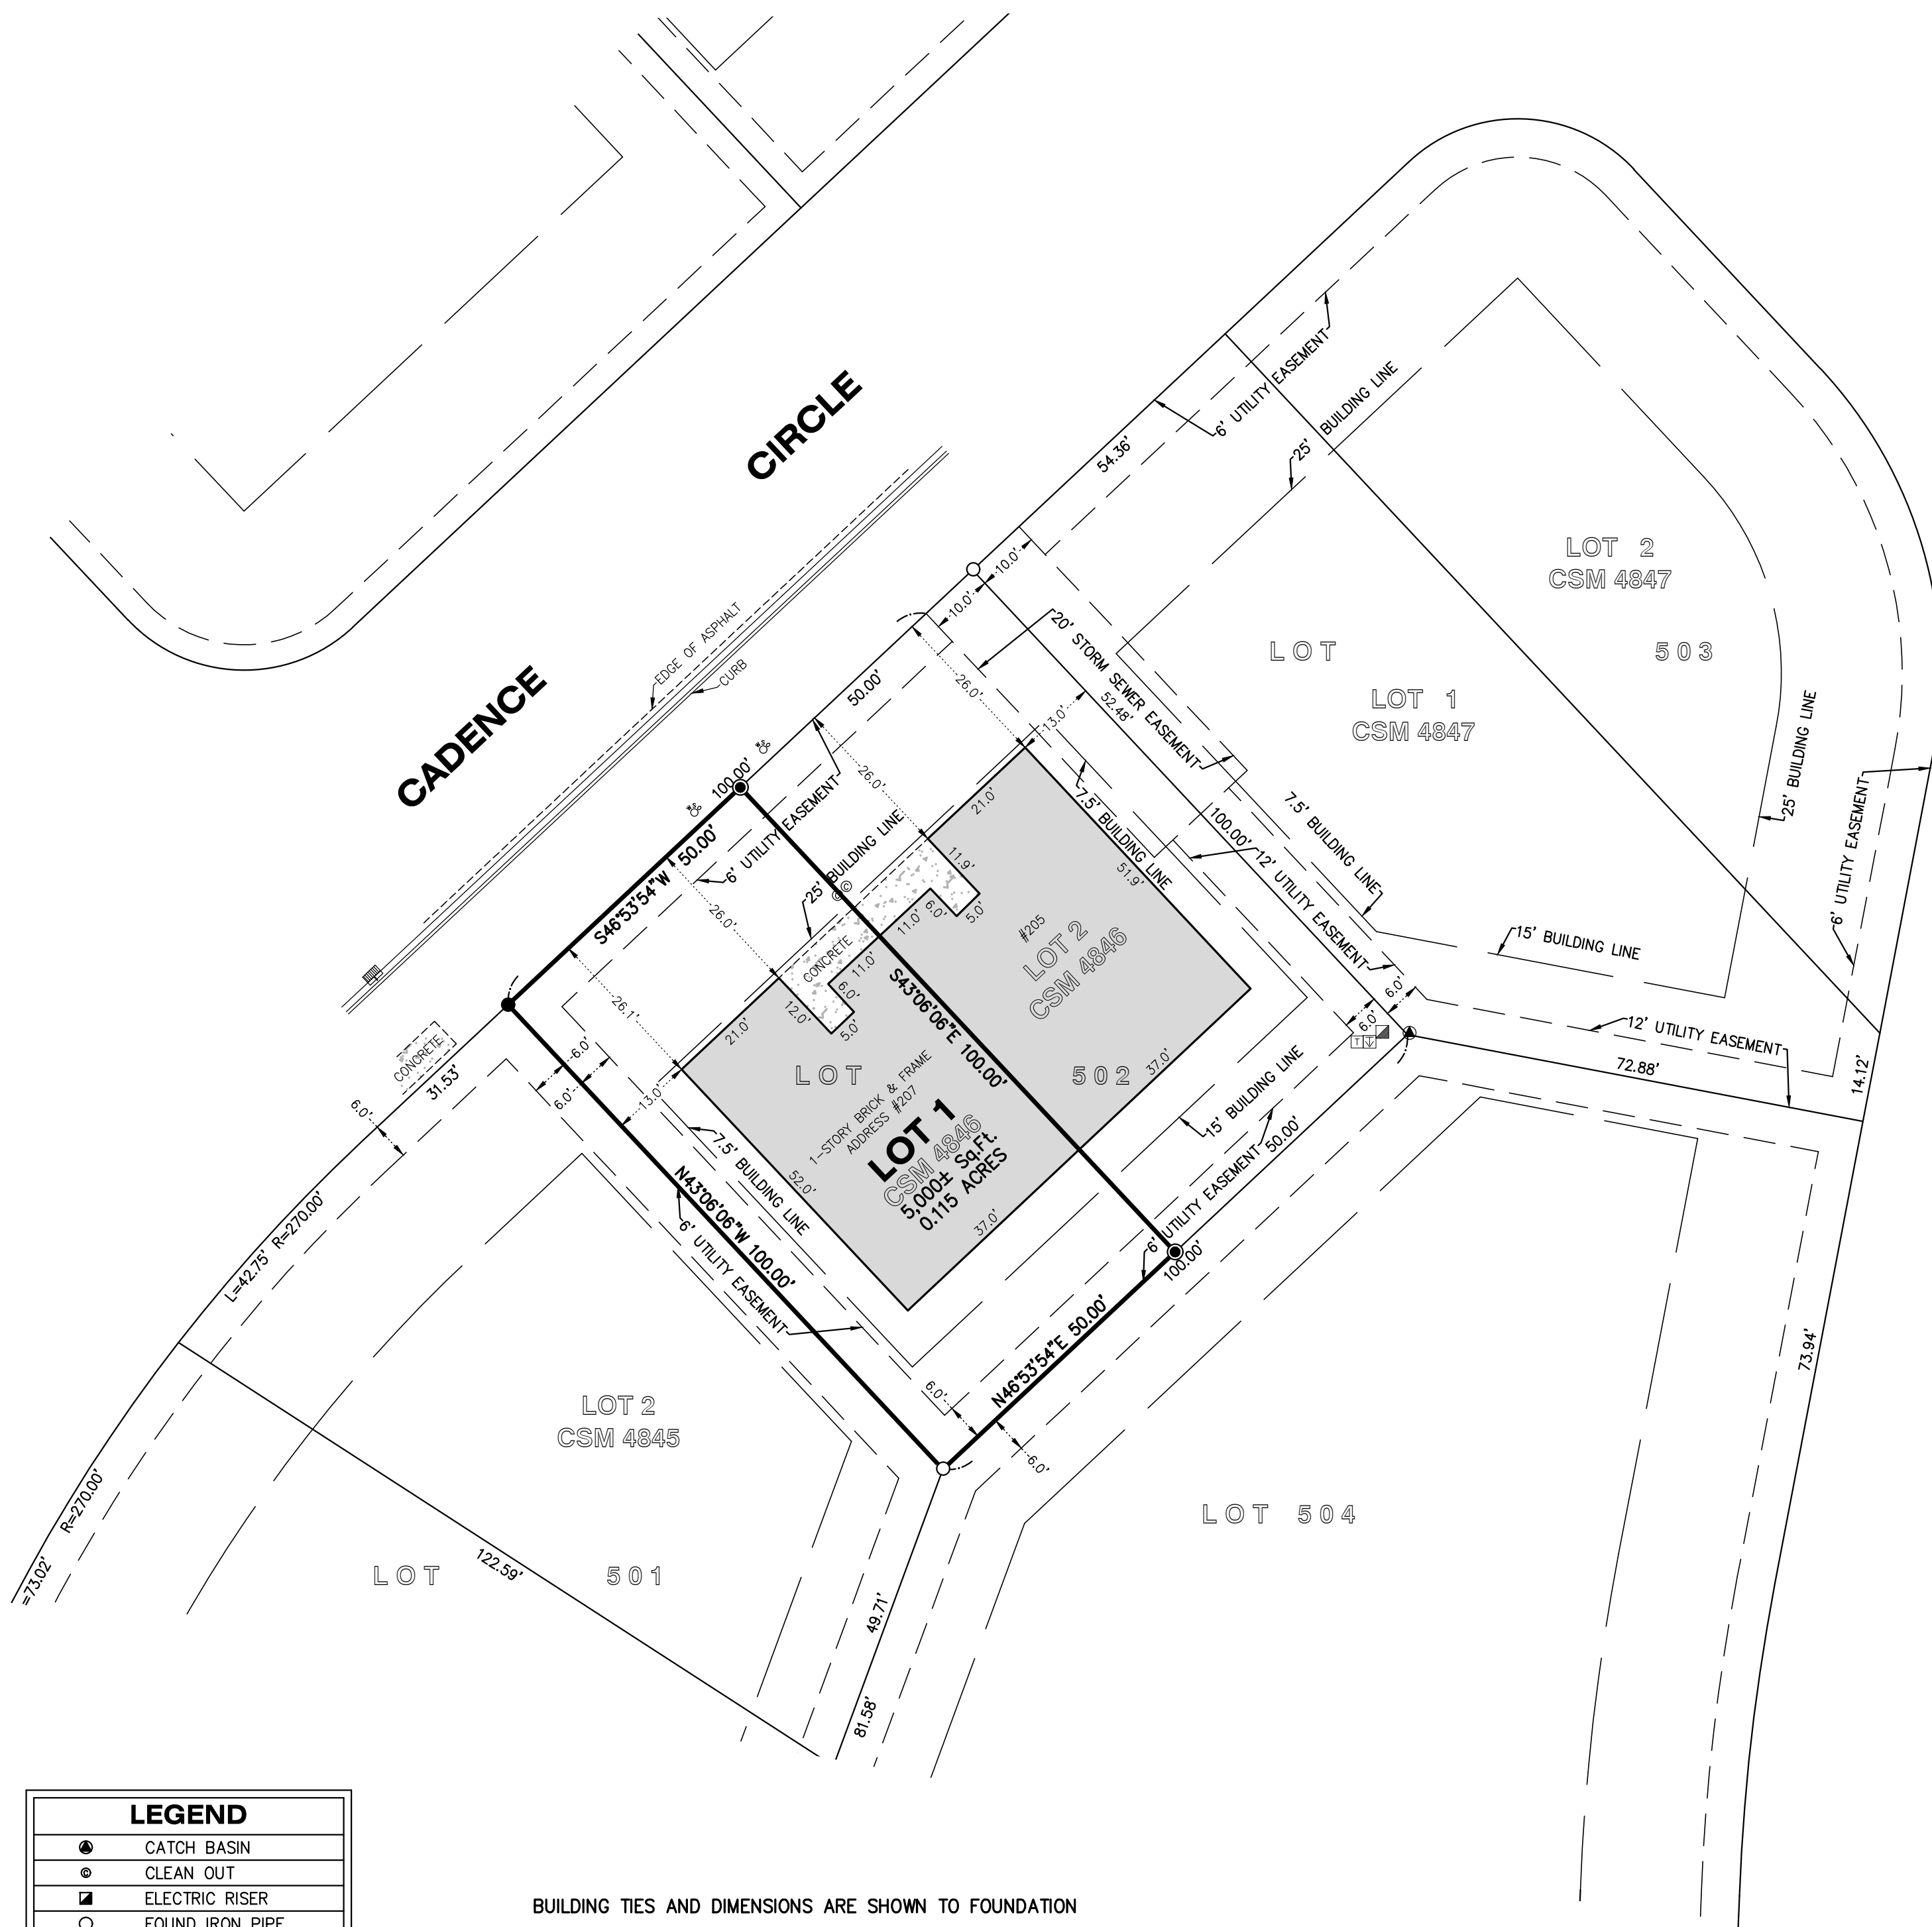 CIRCLE
CADENCE
6' UTILITY EASEMENT
25' BUILDING LINE
54.36'
LOT 2
CSM 4847
EDGE OF ASPHALT
CURB
10.0'
10.0'
LOT 503
LOT 1
CSM 4847
50.00'
26.0'
20' STORM SEWER EASEMENT
52.48'
13.0'
25' BUILDING LINE
6' UTILITY EASEMENT
100.00'
6' UTILITY EASEMENT
26.0'
21.0'
7.5' BUILDING LINE
7.5' BUILDING LINE
100.00'
12' UTILITY EASEMENT
25' BUILDING LINE
S46°53'54"W 50.00'
26.0'
11.9'
51.9'
11.0'
6.0'
5.0'
#205
LOT 2
CSM 4846
15' BUILDING LINE
CONCRETE
11.0'
6.0'
12.0'
5.0'
21.0'
S43°06'06"E 100.00'
26.1'
6.0'
6.0'
T
12' UTILITY EASEMENT
72.88'
14.12'
CONCRETE
31.53'
6.0'
6.0'
6.0'
13.0'
LOT 502
37.0'
15' BUILDING LINE
50.00'
1-STORY BRICK & FRAME
ADDRESS #207
LOT 1
CSM 4846
5,000± Sq.Ft.
0.115 ACRES
7.5' BUILDING LINE
52.0'
37.0'
6' UTILITY EASEMENT
100.00'
N43°06'06"W 100.00'
6' UTILITY EASEMENT
L=42.75' R=270.00'
N46°53'54"E 50.00'
6.0'
6.0'
73.94'
LOT 2
CSM 4845
R=270.00'
=73.02'
LOT 501
122.59'
LOT 504
49.71'
81.58'
LEGEND
CATCH BASIN
© CLEAN OUT
ELECTRIC RISER
FOUND IRON PIPE
BUILDING TIES AND DIMENSIONS ARE SHOWN TO FOUNDATION